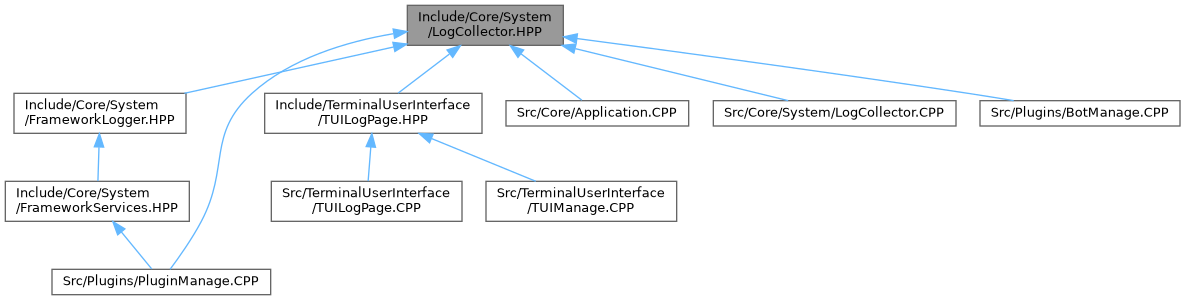 Include/Core/System
/LogCollector.HPP
Include/Core/System
/FrameworkLogger.HPP
Include/TerminalUserInterface
/TUILogPage.HPP
Src/Core/Application.CPP
Src/Core/System/LogCollector.CPP
Src/Plugins/BotManage.CPP
Include/Core/System
/FrameworkServices.HPP
Src/TerminalUserInterface
/TUILogPage.CPP
Src/TerminalUserInterface
/TUIManage.CPP
Src/Plugins/PluginManage.CPP